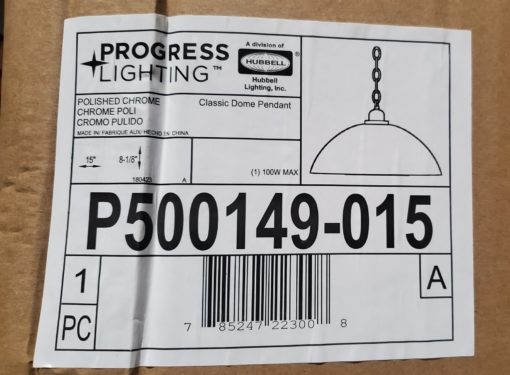 PROGRESS
LIGHTING™
A division of
HUBBELL
Hubbell
Lighting, Inc.
POLISHED CHROME
CHROME POLI
CROMO PULIDO
MADE IN/ FABRIQUE AUX/ HECHO EN CHINA
Classic Dome Pendant
15" 8-1/8"
180423 A
(1) 100W MAX
P500149-015
1
PC
A
7 85247 22300 8